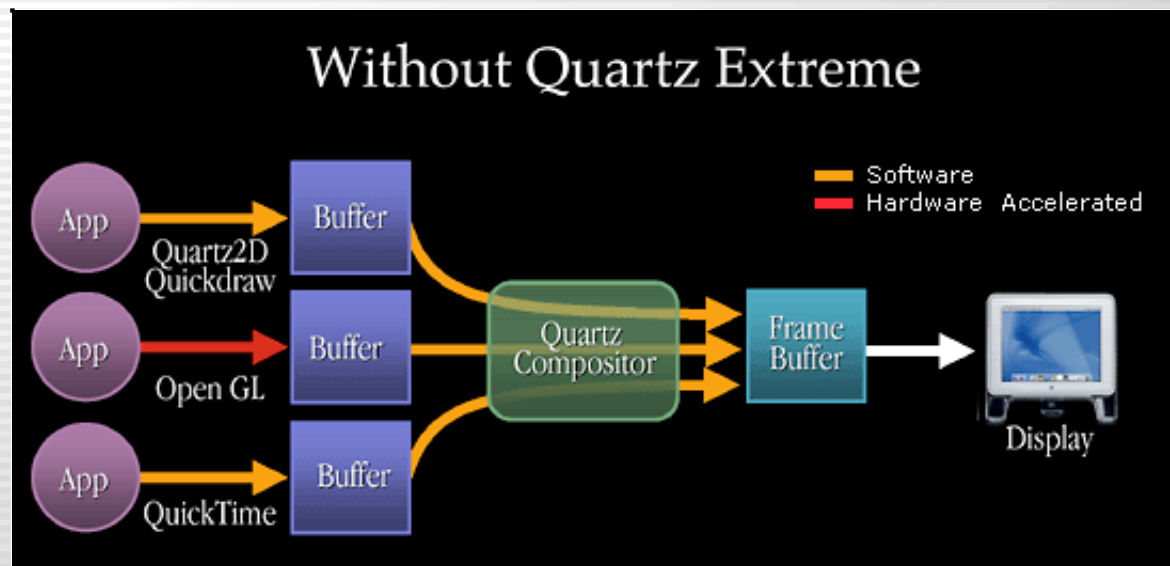 Without Quartz Extreme
Software
Hardware Accelerated
App
Quartz2D
Quickdraw
Buffer
App
Open GL
Buffer
Quartz
Compositor
Frame
Buffer
Display
App
QuickTime
Buffer